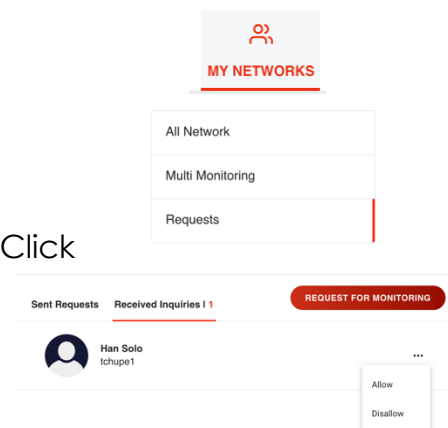 MY NETWORKS
All Network
Multi Monitoring
Requests
Click
Sent Requests Received Inquiries | 1 REQUEST FOR MONITORING
Han Solo
tchupe1
Allow
Disallow